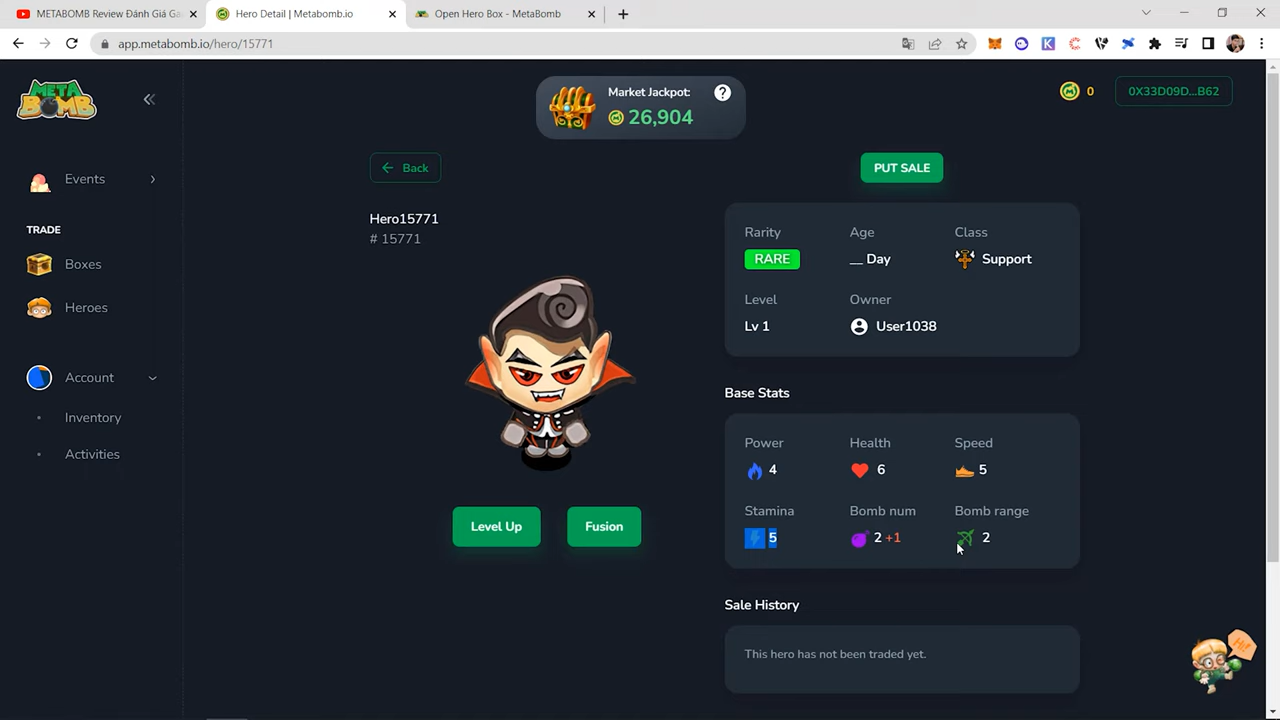 METABOMB Review Đánh Giá Gá
Hero Detail | Metabomb.io
Open Hero Box - MetaBomb
app.metabomb.io/hero/15771
META BOMB
Market Jackpot: ?
26,904
0
0X33D09D...B62
Events
TRADE
Boxes
Heroes
Account
Inventory
Activities
Back
PUT SALE
Hero15771
# 15771
Level Up
Fusion
Rarity Age Class
RARE __ Day Support
Level Owner
Lv 1 User1038
Base Stats
Power Health Speed
4 6 5
Stamina Bomb num Bomb range
5 2 +1 2
Sale History
This hero has not been traded yet.